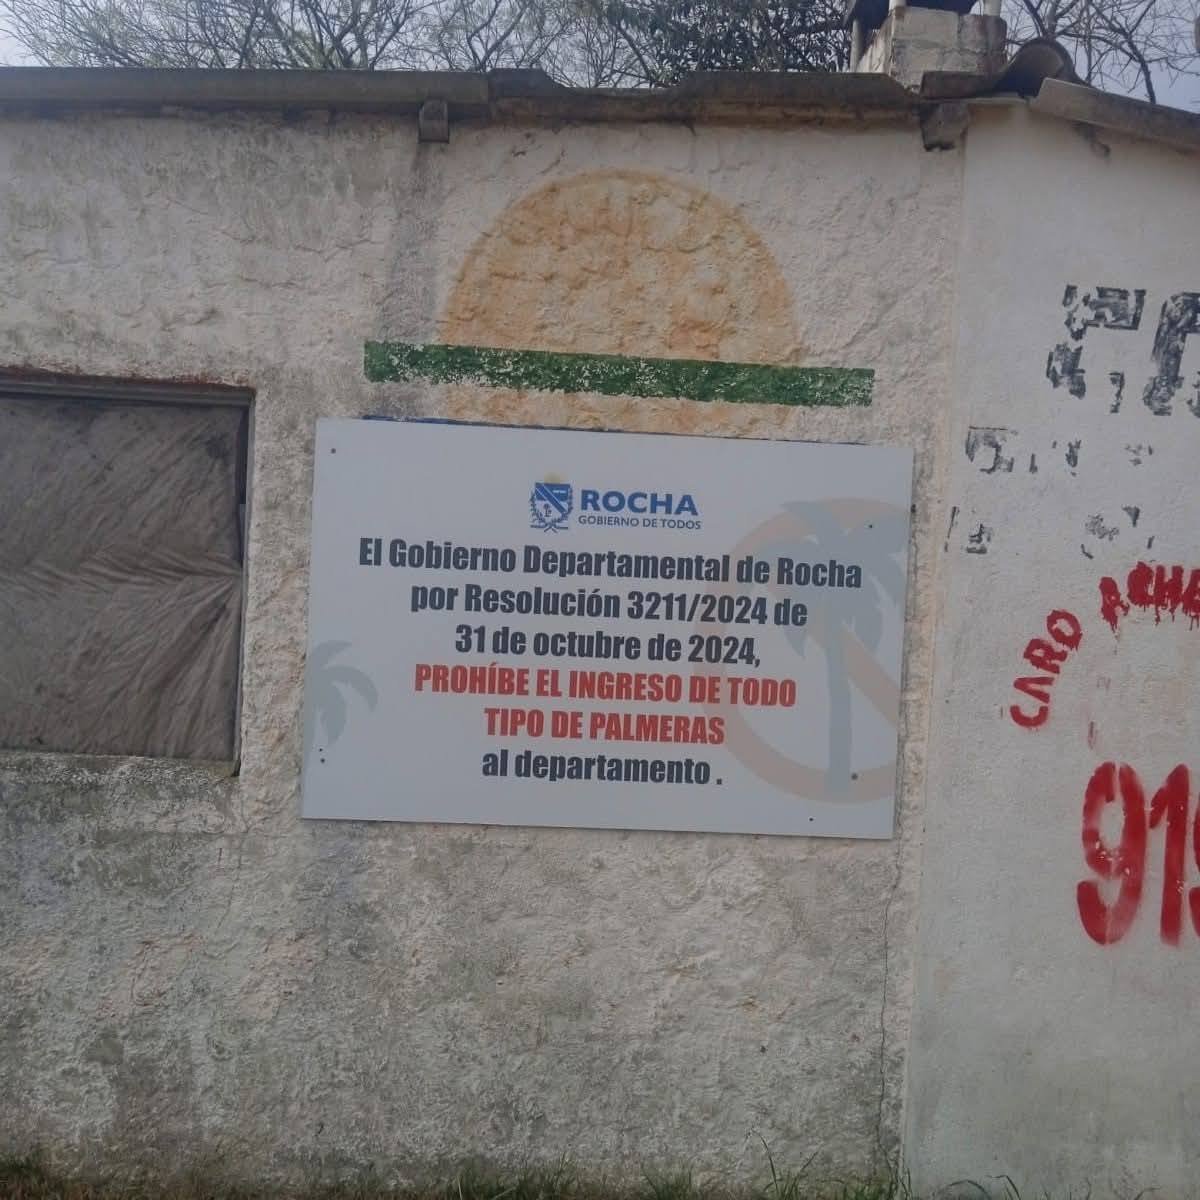 ROCHA
GOBIERNO DE TODOS
El Gobierno Departamental de Rocha
por Resolución 3211/2024 de
31 de octubre de 2024,
PROHÍBE EL INGRESO DE TODO
TIPO DE PALMERAS
al departamento .
CARO